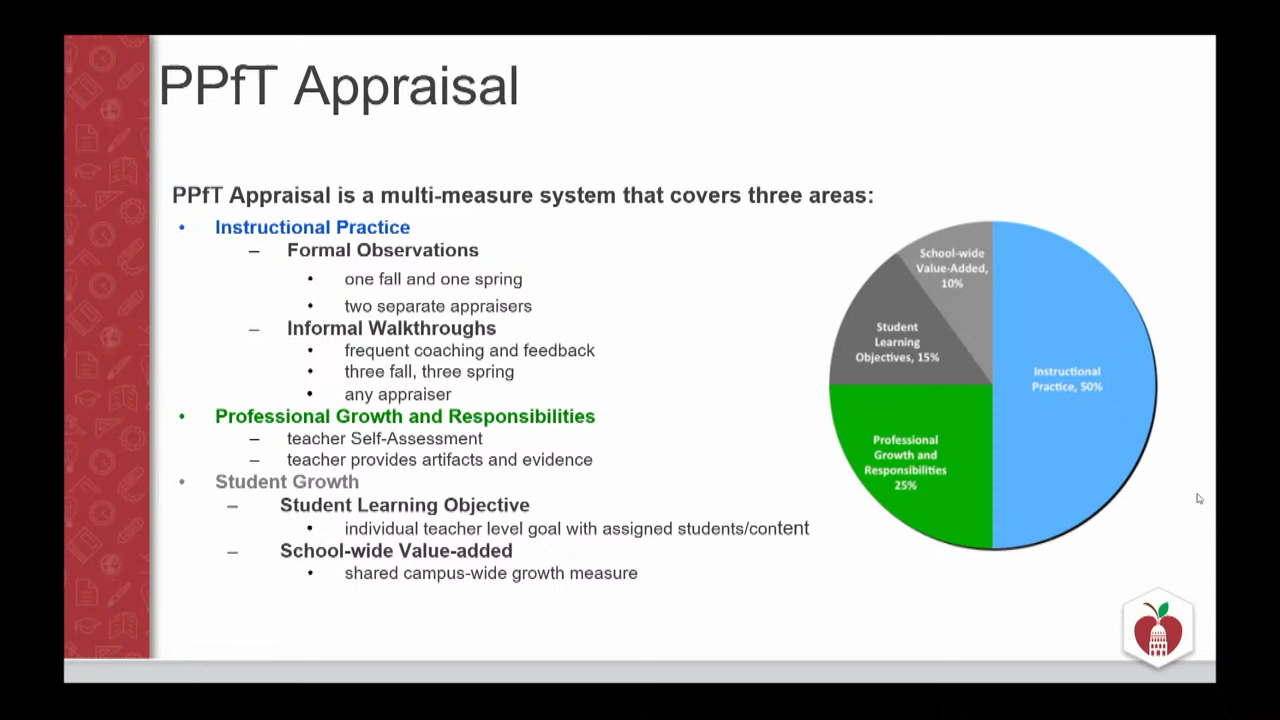 PPfT Appraisal
PPfT Appraisal is a multi-measure system that covers three areas:
• Instructional Practice
– Formal Observations
• one fall and one spring
• two separate appraisers
– Informal Walkthroughs
• frequent coaching and feedback
• three fall, three spring
• any appraiser
• Professional Growth and Responsibilities
– teacher Self-Assessment
– teacher provides artifacts and evidence
• Student Growth
– Student Learning Objective
• individual teacher level goal with assigned students/content
– School-wide Value-added
• shared campus-wide growth measure
School-wide
Value-Added,
10%
Student
Learning
Objectives, 15%
Instructional
Practice, 50%
Professional
Growth and
Responsibilities
25%